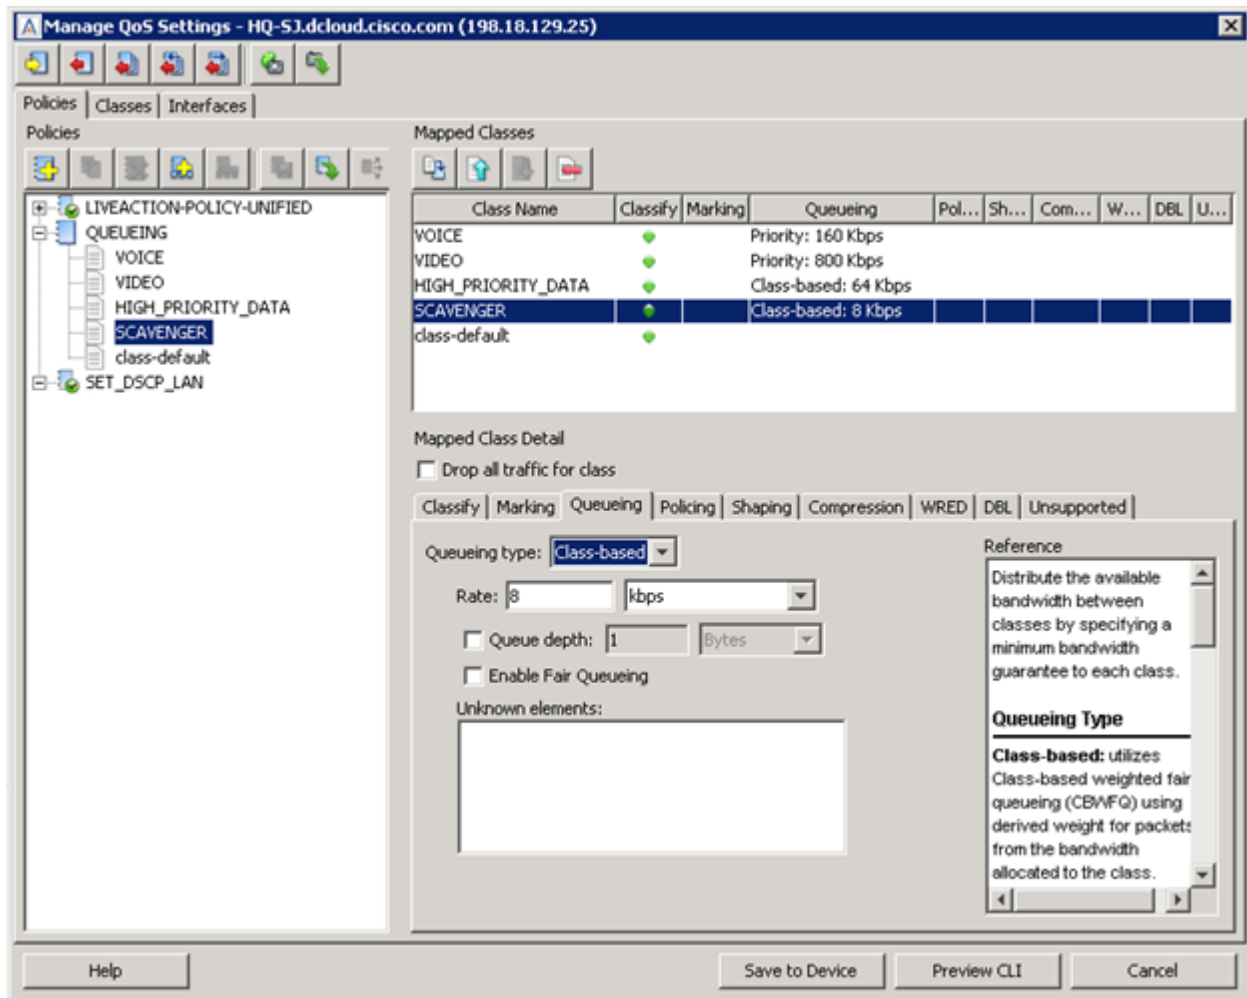 Manage QoS Settings - HQ-SJ.dcloud.cisco.com (198.18.129.25)
Policies Classes Interfaces
Policies
LIVEACTION-POLICY-UNIFIED
QUEUEING
VOICE
VIDEO
HIGH_PRIORITY_DATA
SCAVENGER
class-default
SET_DSCP_LAN
Mapped Classes
Class Name Classify Marking Queueing Pol... Sh... Com... W... DBL U...
VOICE Priority: 160 Kbps
VIDEO Priority: 800 Kbps
HIGH_PRIORITY_DATA Class-based: 64 Kbps
SCAVENGER Class-based: 8 Kbps
class-default
Mapped Class Detail
Drop all traffic for class
Classify Marking Queueing Policing Shaping Compression WRED DBL Unsupported
Queueing type: Class-based
Rate: 8 kbps
Queue depth: 1 Bytes
Enable Fair Queueing
Unknown elements:
Reference
Distribute the available
bandwidth between
classes by specifying a
minimum bandwidth
guarantee to each class.
Queueing Type
Class-based: utilizes
Class-based weighted fair
queueing (CBWFQ) using
derived weight for packets
from the bandwidth
allocated to the class.
Help Save to Device Preview CLI Cancel